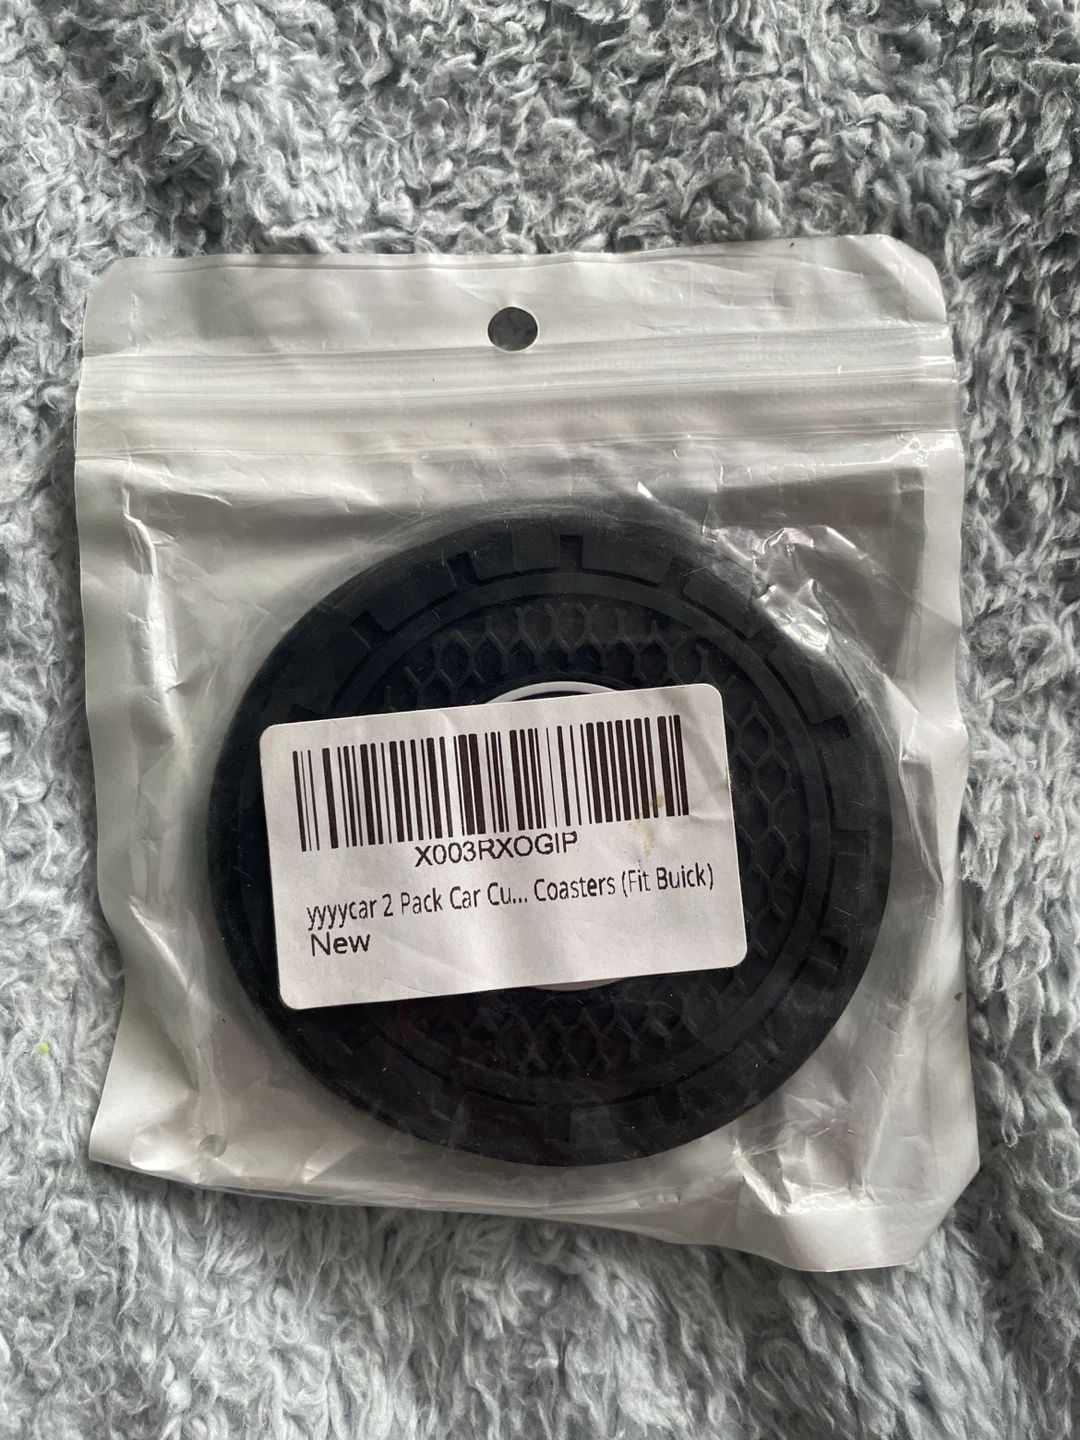 X003RXOGIP
yyyycar 2 Pack Car Cu... Coasters (Fit Buick)
New